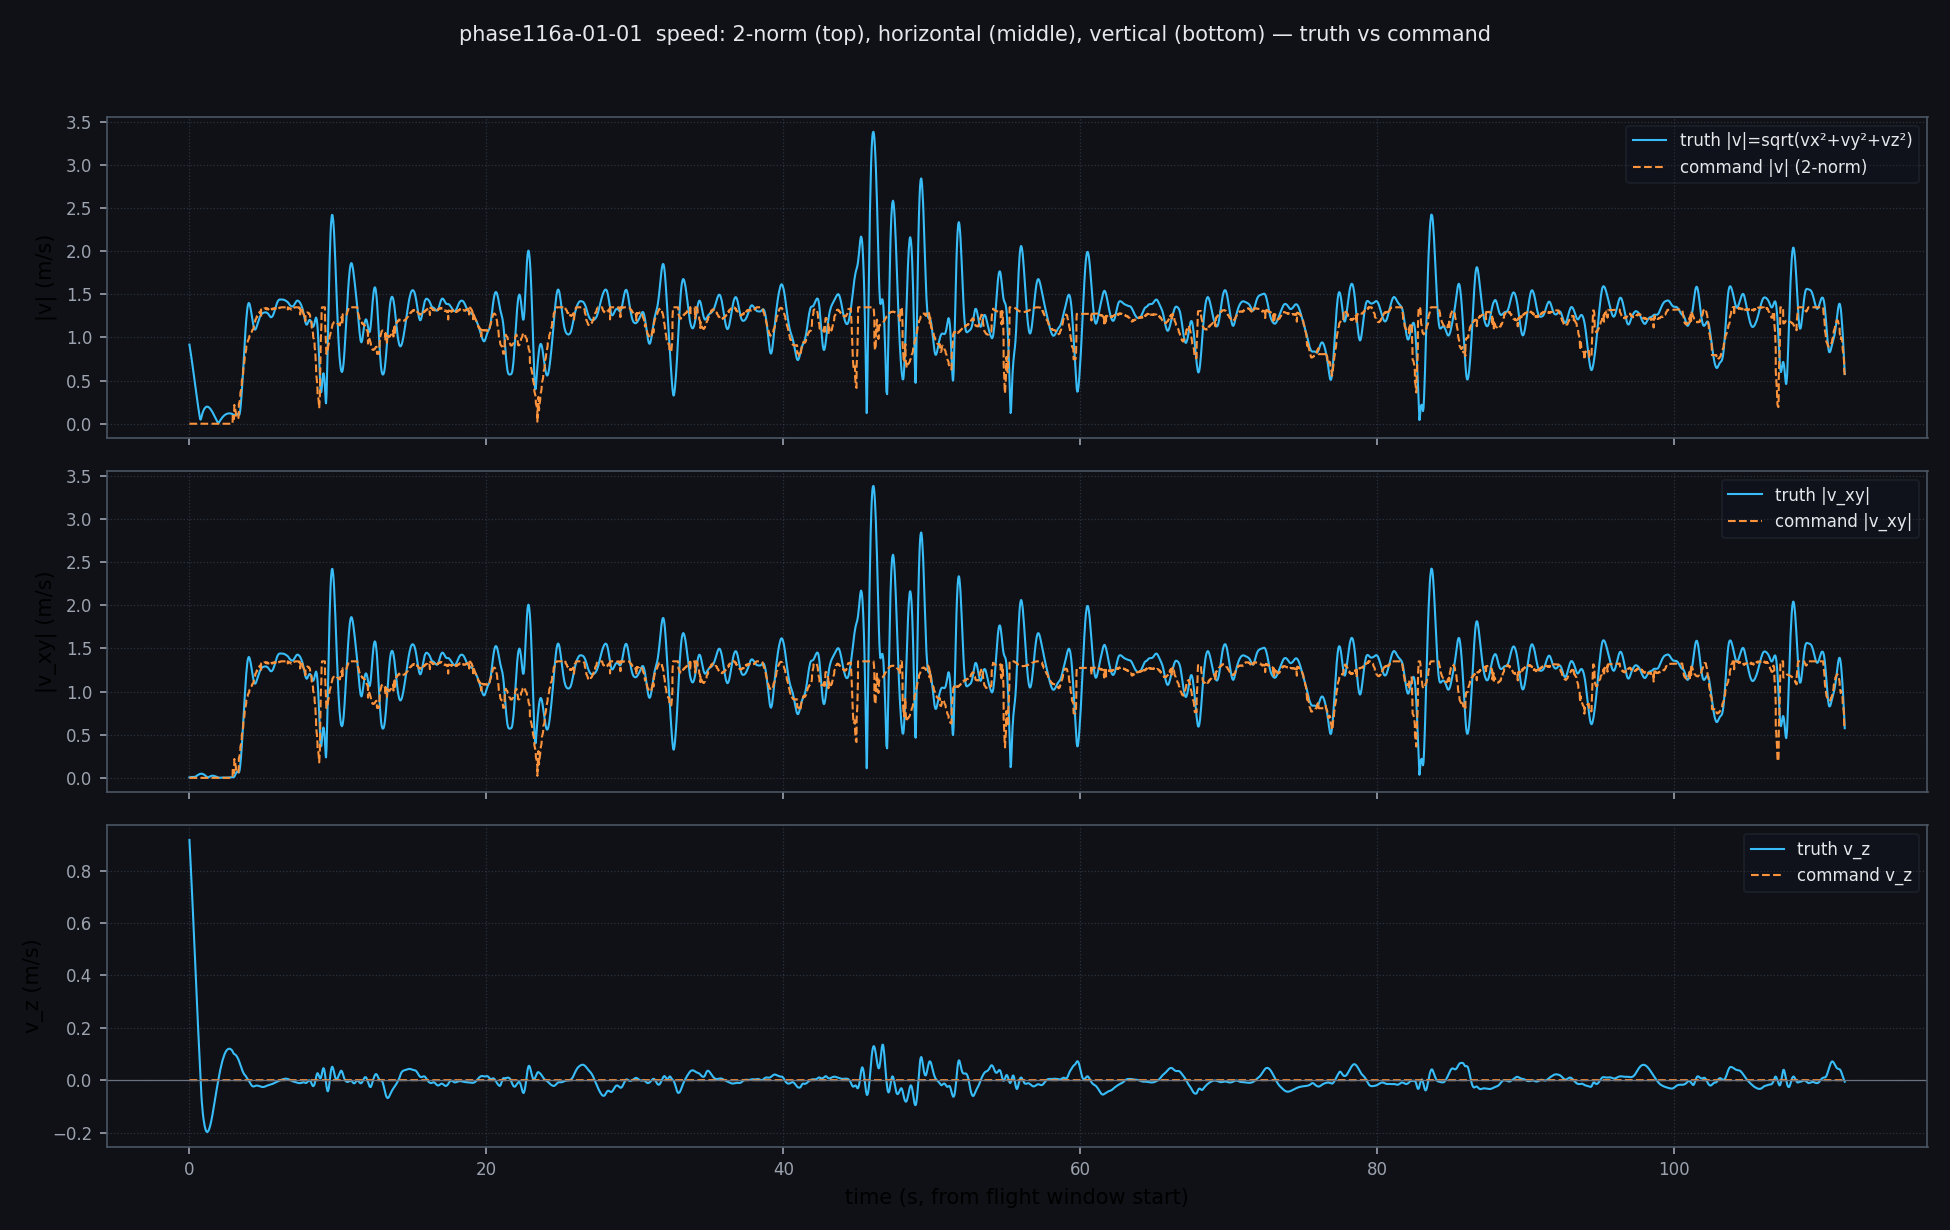 phase116a-01-01  speed: 2-norm (top), horizontal (middle), vertical (bottom) — truth vs command
|v| (m/s)
3.5
3.0
2.5
2.0
1.5
1.0
0.5
0.0
truth |v|=sqrt(vx²+vy²+vz²)
command |v| (2-norm)
|v_xy| (m/s)
3.5
3.0
2.5
2.0
1.5
1.0
0.5
0.0
truth |v_xy|
command |v_xy|
v_z (m/s)
0.8
0.6
0.4
0.2
0.0
−0.2
truth v_z
command v_z
0
20
40
60
80
100
time (s, from flight window start)